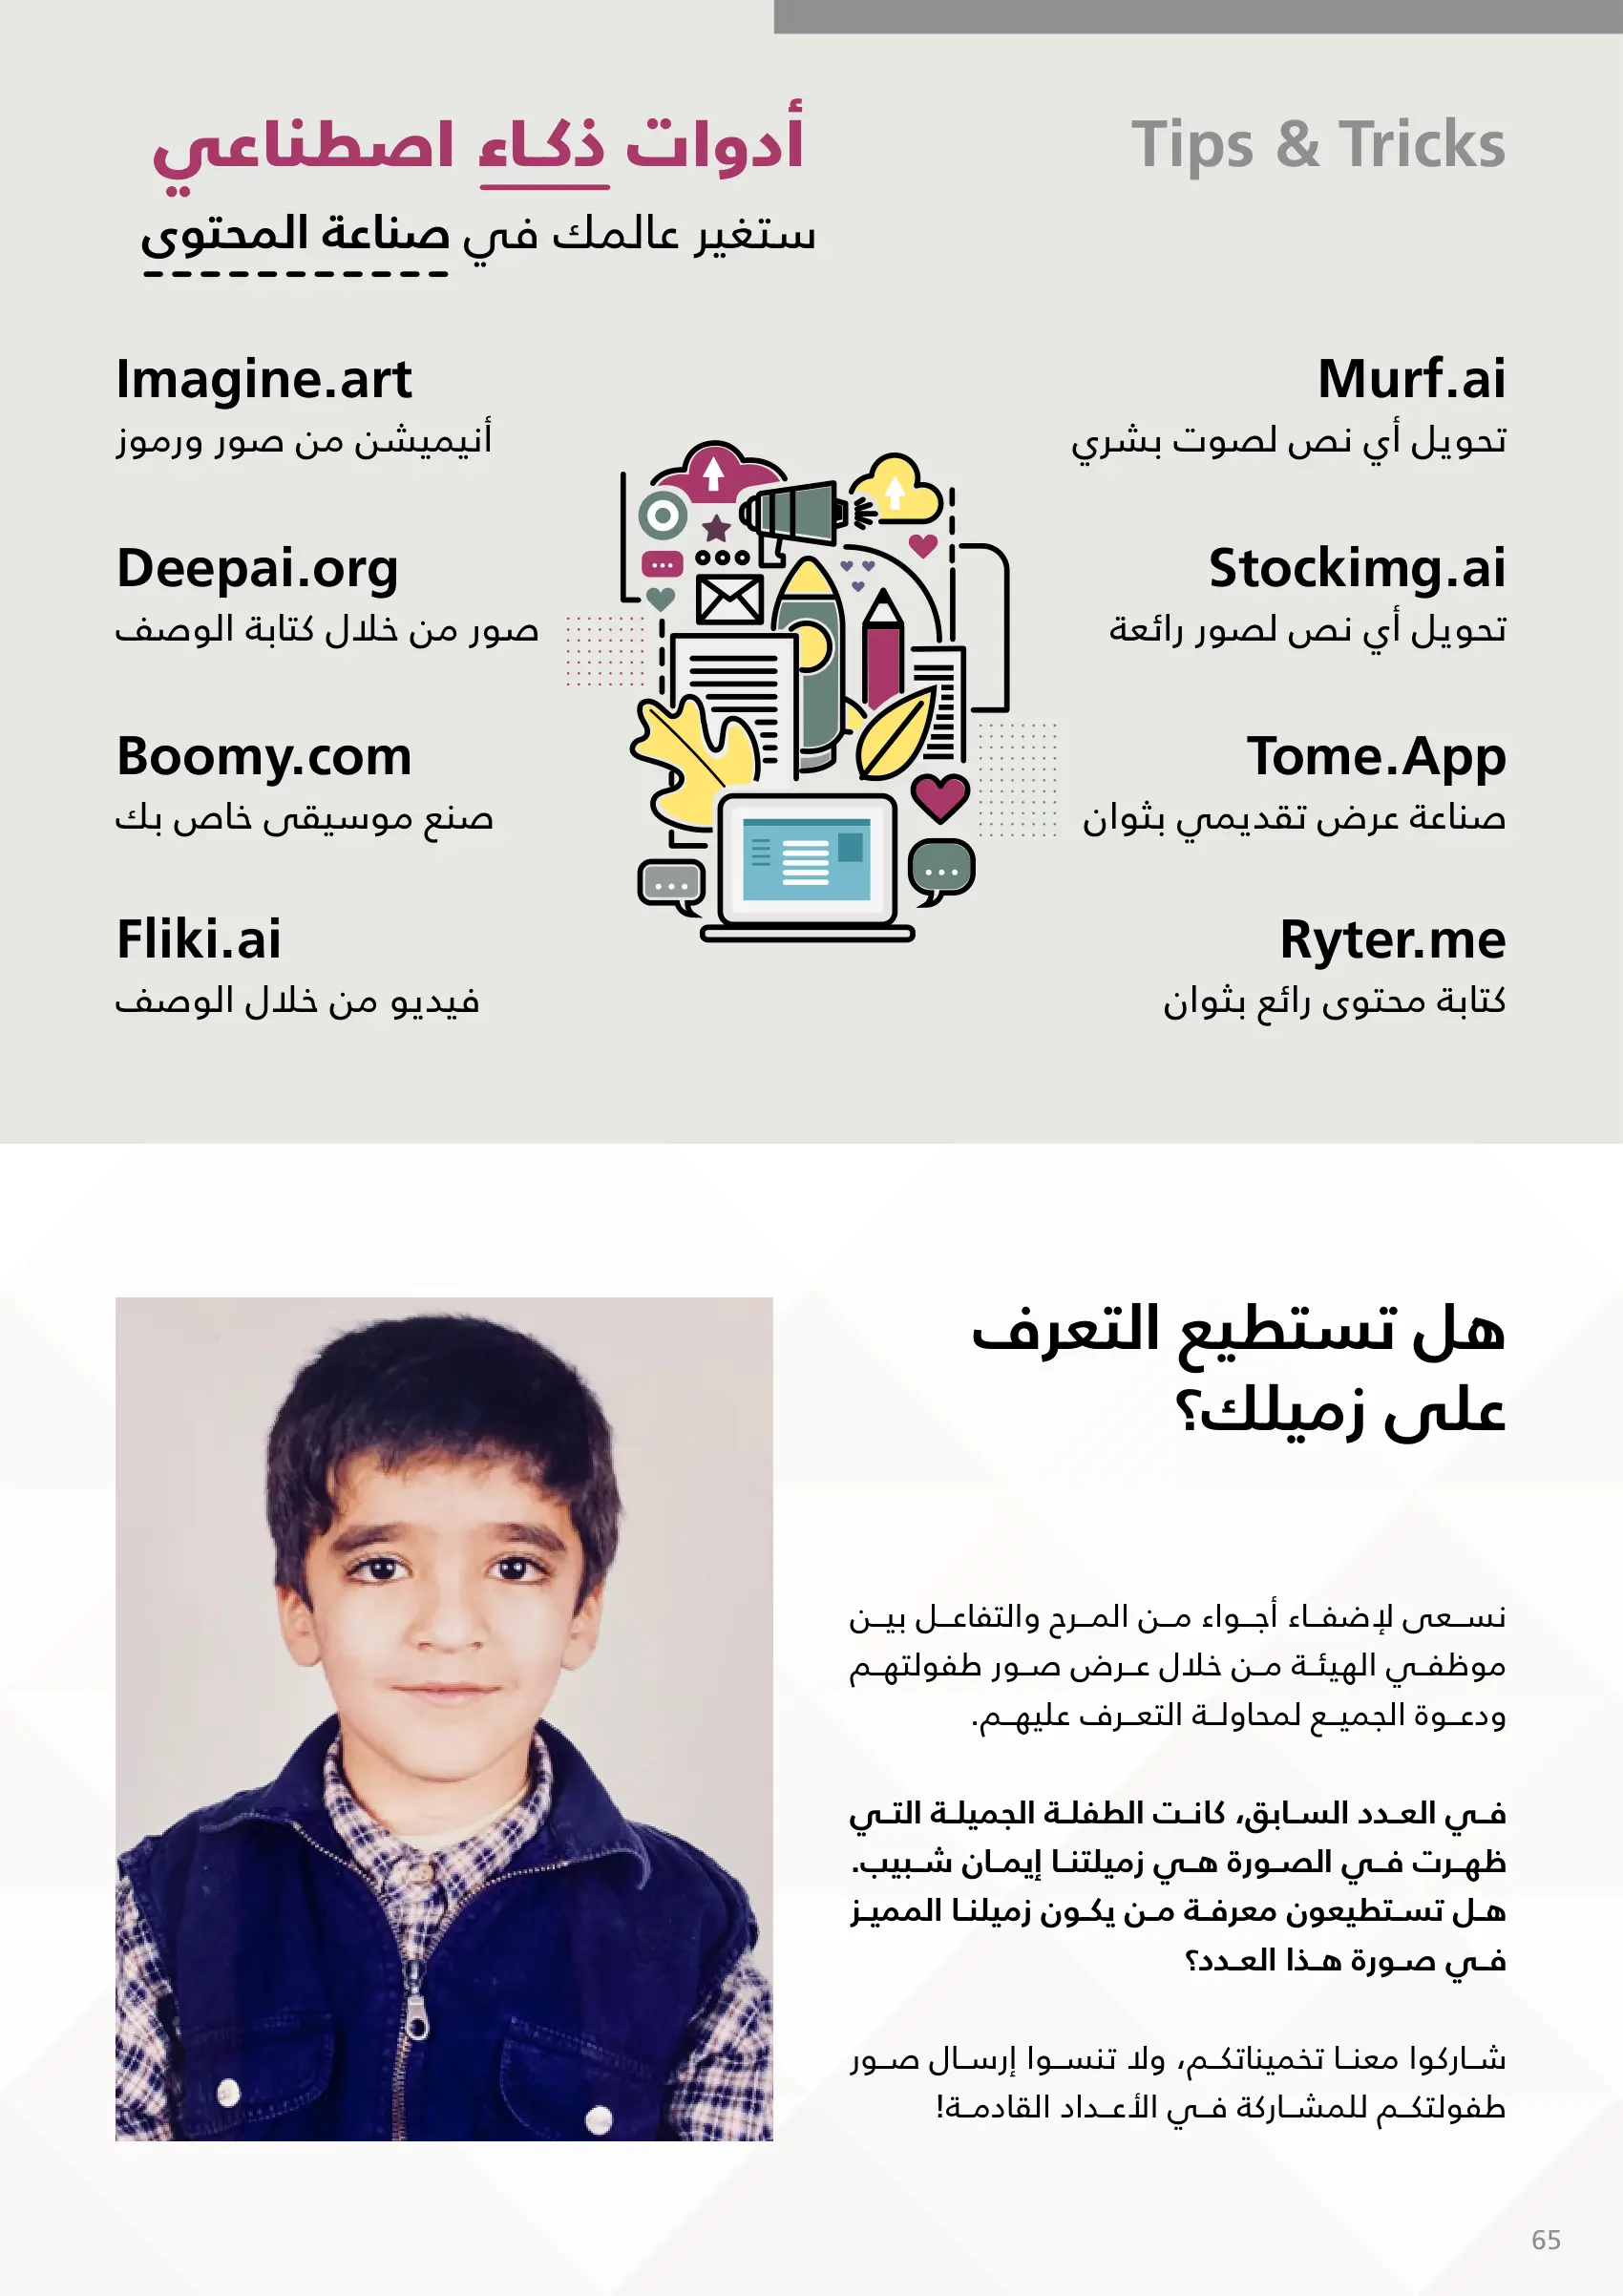 Tips & Tricks
أدوات ذكاء اصطناعي
ستغير عالمك في صناعة المحتوى
Murf.ai
تحويل أي نص لصوت بشري
Stockimg.ai
تحويل أي نص لصور رائعة
Tome.App
صناعة عرض تقديمي بثوان
Ryter.me
كتابة محتوى رائع بثوان
Imagine.art
أنيميشن من صور ورموز
Deepai.org
صور من خلال كتابة الوصف
Boomy.com
صنع موسيقى خاص بك
Fliki.ai
فيديو من خلال الوصف
هل تستطيع التعرف
على زميلك؟
نسعى لإضفاء أجواء من المرح والتفاعل بين
موظفي الهيئة من خلال عرض صور طفولتهم
ودعوة الجميع لمحاولة التعرف عليهم.
في العدد السابق، كانت الطفلة الجميلة التي
ظهرت في الصورة هي زميلتنا إيمان شبيب.
هل تستطيعون معرفة من يكون زميلنا المميز
في صورة هذا العدد؟
شاركوا معنا تخميناتكم، ولا تنسوا إرسال صور
طفولتكم للمشاركة في الأعداد القادمة!
65